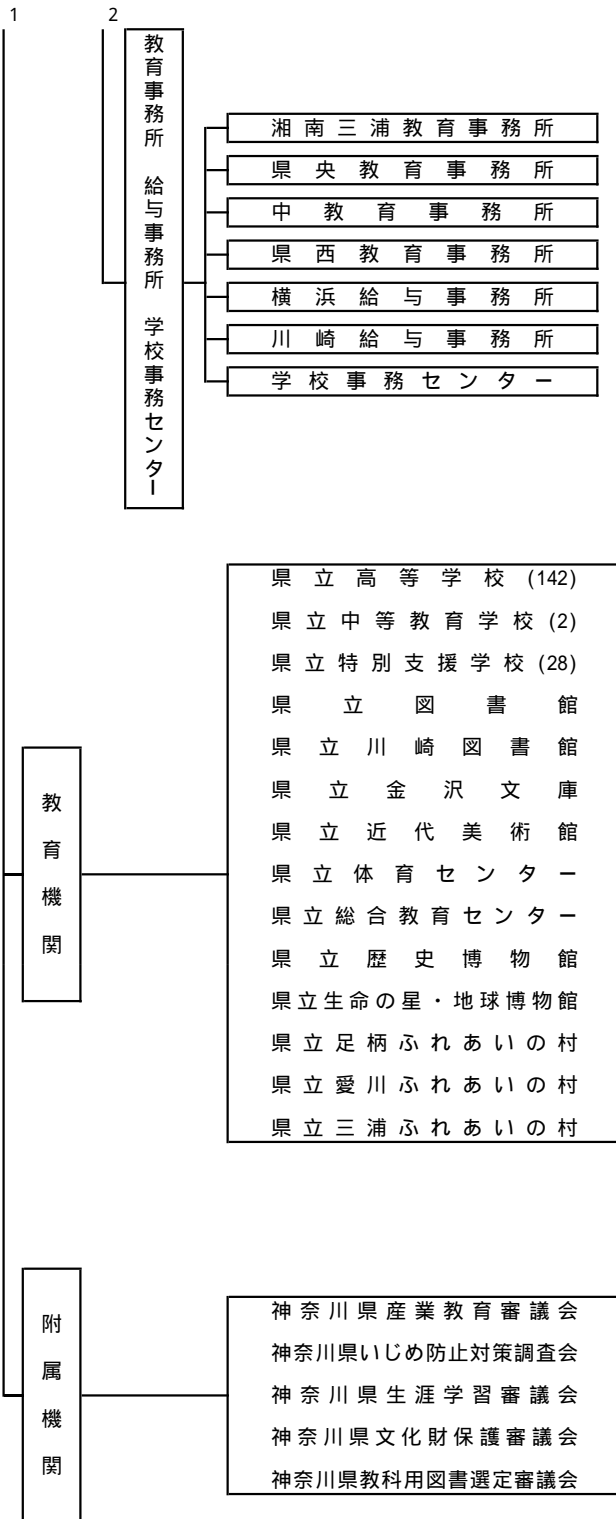 1 2
教育事務所 給与事務所 学校事務センター
湘南三浦教育事務所
県央教育事務所
中教育事務所
県西教育事務所
横浜給与事務所
川崎給与事務所
学校事務センター
教育機関
県立高等学校(142)
県立中等教育学校(2)
県立特別支援学校(28)
県立図書館
県立川崎図書館
県立金沢文庫
県立近代美術館
県立体育センター
県立総合教育センター
県立歴史博物館
県立生命の星・地球博物館
県立足柄ふれあいの村
県立愛川ふれあいの村
県立三浦ふれあいの村
附属機関
神奈川県産業教育審議会
神奈川県いじめ防止対策調査会
神奈川県生涯学習審議会
神奈川県文化財保護審議会
神奈川県教科用図書選定審議会